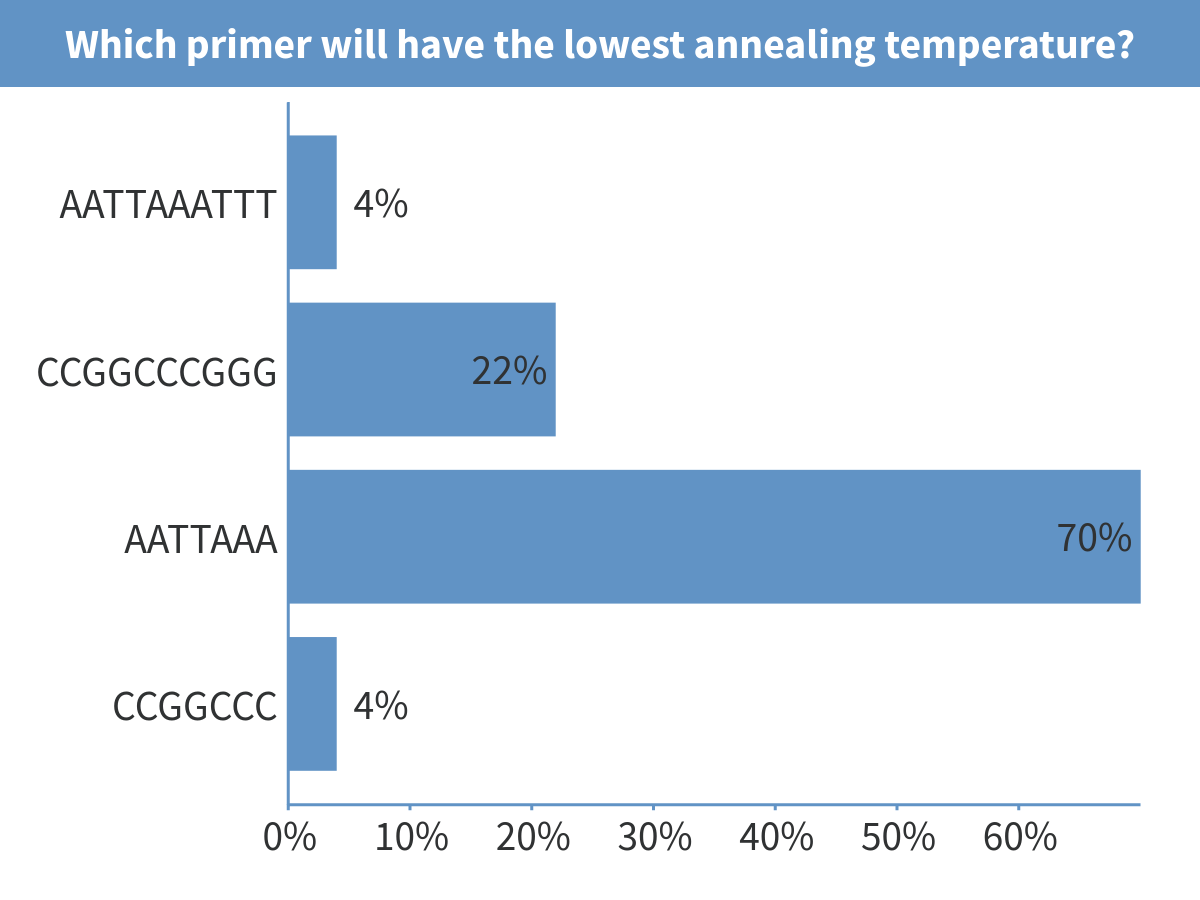 Which primer will have the lowest annealing temperature?
AATTAAATTT 4%
CCGGCCCGGG 22%
AATTAAA 70%
CCGGCCC 4%
0% 10% 20% 30% 40% 50% 60%